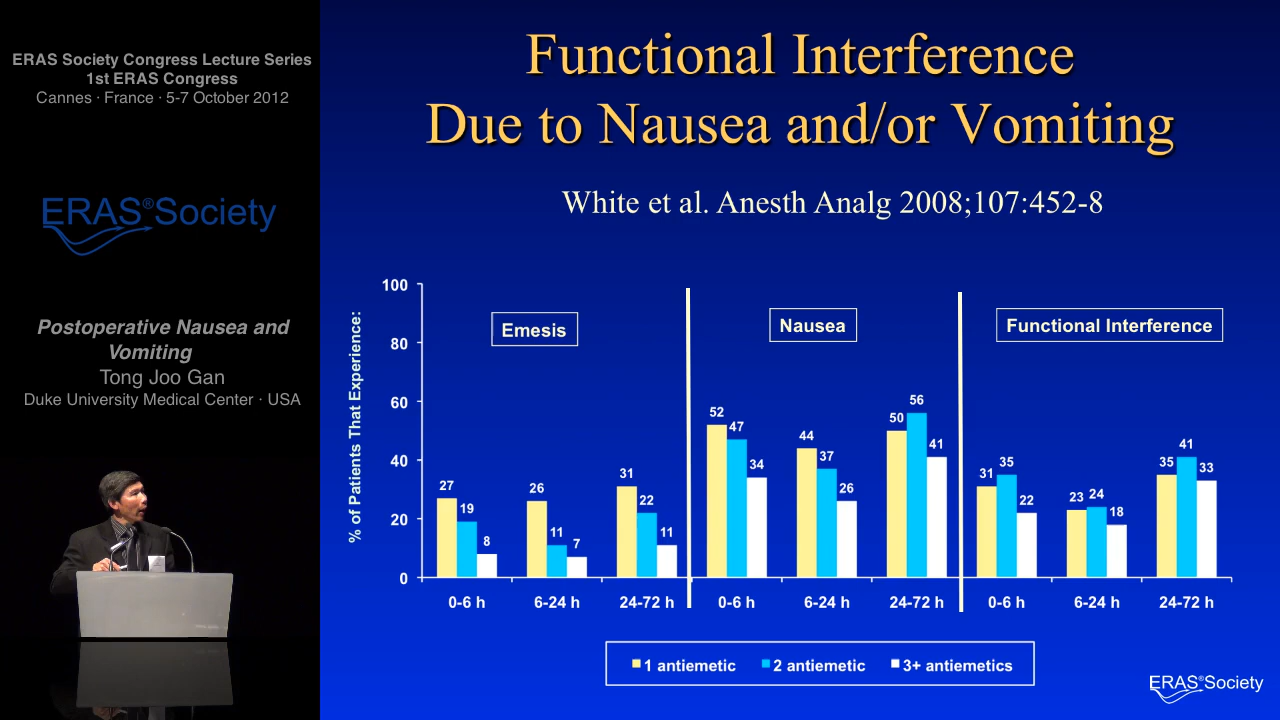 ERAS Society Congress Lecture Series
1st ERAS Congress
Cannes · France · 5-7 October 2012
ERAS®Society
Postoperative Nausea and
Vomiting
Tong Joo Gan
Duke University Medical Center · USA
Functional Interference
Due to Nausea and/or Vomiting
White et al. Anesth Analg 2008;107:452-8
% of Patients That Experience:
100
80
60
40
20
0
Emesis
27 19 8
26 11 7
31 22 11
0-6 h 6-24 h 24-72 h
Nausea
52 47 34
44 37 26
50 56 41
0-6 h 6-24 h 24-72 h
Functional Interference
31 35 22
23 24 18
35 41 33
0-6 h 6-24 h 24-72 h
1 antiemetic 2 antiemetic 3+ antiemetics
ERAS®Society